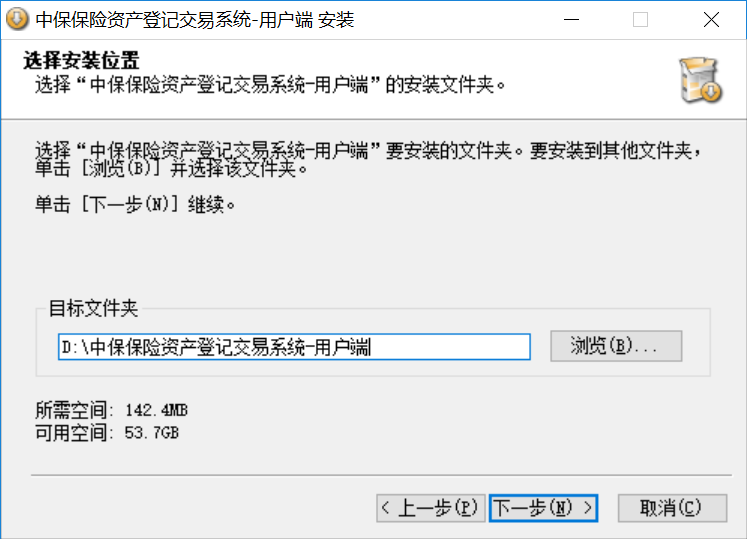 中保保险资产登记交易系统-用户端 安装
选择安装位置
选择“中保保险资产登记交易系统-用户端”的安装文件夹。
选择“中保保险资产登记交易系统-用户端”要安装的文件夹。要安装到其他文件夹，
单击 [浏览(B)] 并选择该文件夹。
单击 [下一步(N)] 继续。
目标文件夹
D:\中保保险资产登记交易系统-用户端
浏览(B)...
所需空间: 142.4MB
可用空间: 53.7GB
< 上一步(P) 下一步(N) > 取消(C)